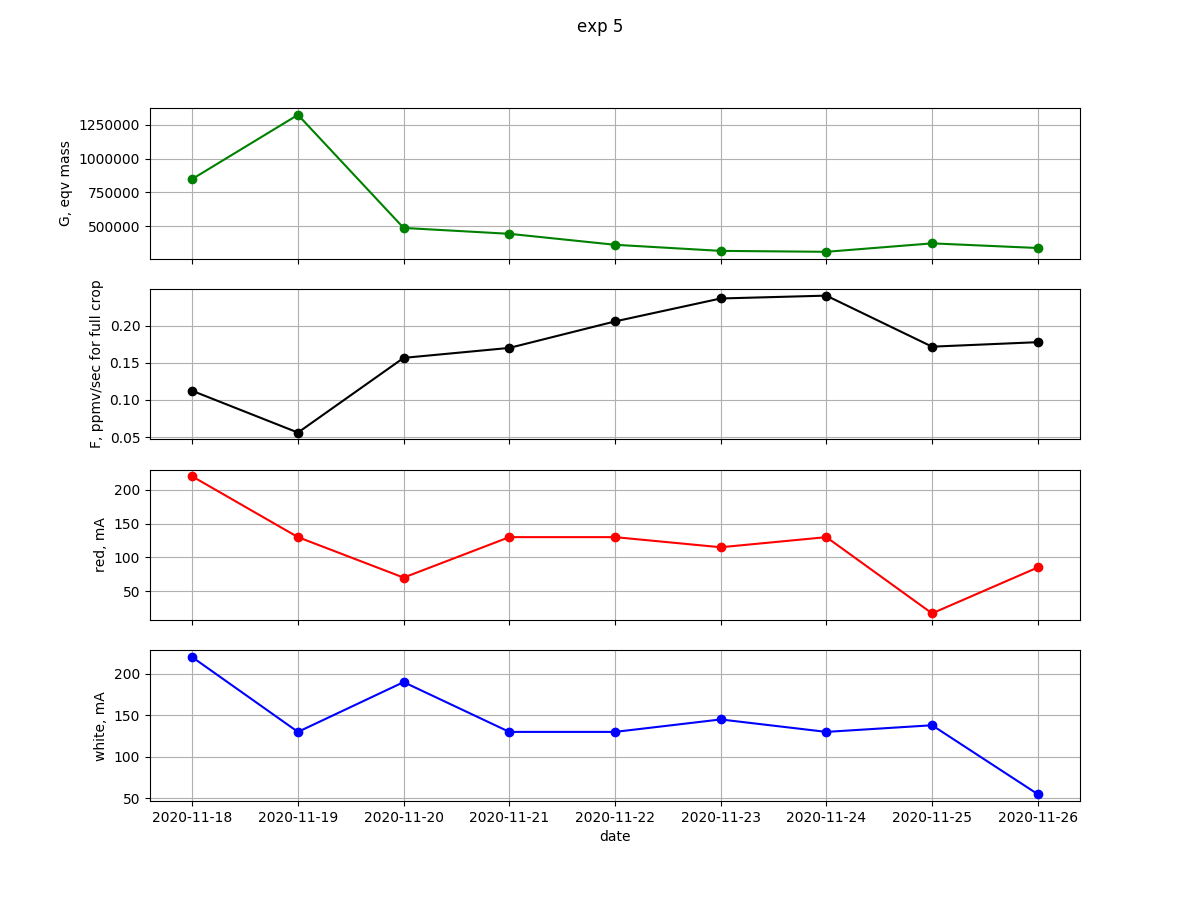 exp 5
G, eqv mass
1250000
1000000
750000
500000
F, ppmv/sec for full crop
0.20
0.15
0.10
0.05
red, mA
200
150
100
50
white, mA
200
150
100
50
2020-11-18 2020-11-19 2020-11-20 2020-11-21 2020-11-22 2020-11-23 2020-11-24 2020-11-25 2020-11-26
date